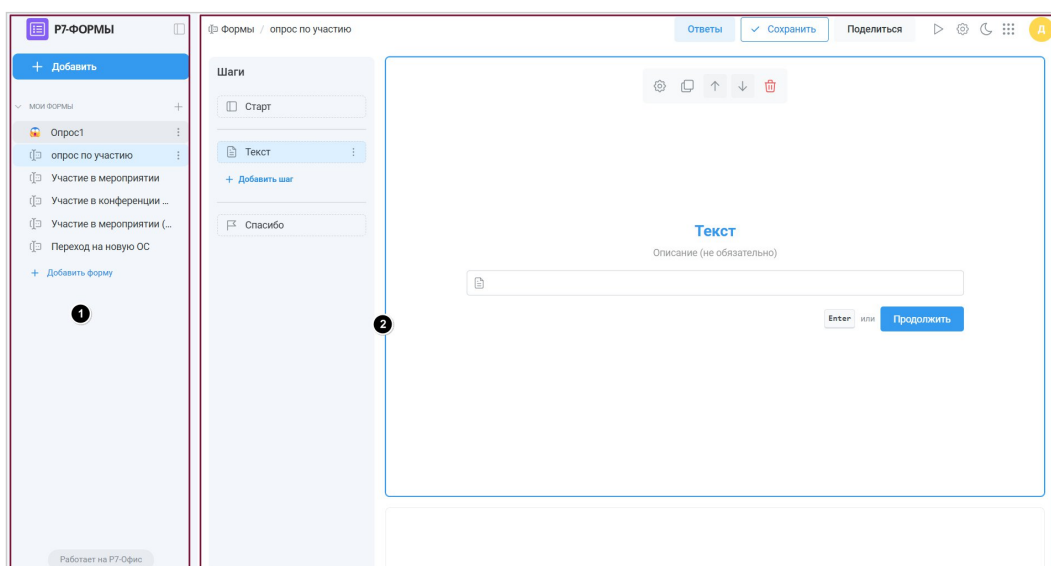 Р7-ФОРМЫ
+ Добавить
МОИ ФОРМЫ +
Опрос1
опрос по участию
Участие в мероприятии
Участие в конференции ...
Участие в мероприятии (...
Переход на новую ОС
+ Добавить форму
1
Работает на Р7-Офис
Формы / опрос по участию
Ответы
Сохранить
Поделиться
Д
Шаги
Старт
Текст
+ Добавить шаг
Спасибо
2
Текст
Описание (не обязательно)
Enter или Продолжить